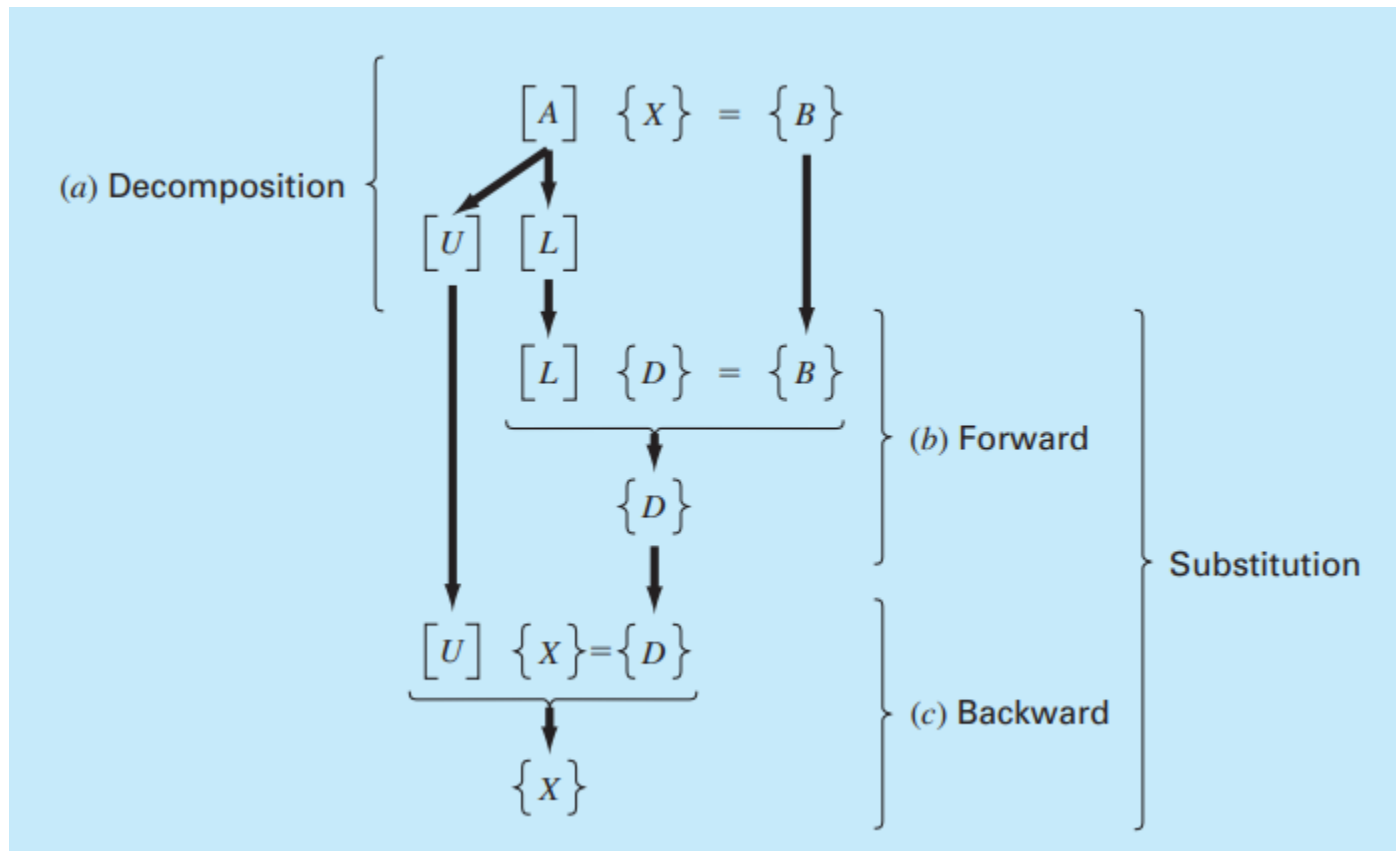 [A] {X} = {B}
(a) Decomposition
[U] [L]
[L] {D} = {B}
(b) Forward
{D}
Substitution
[U] {X}={D}
(c) Backward
{X}